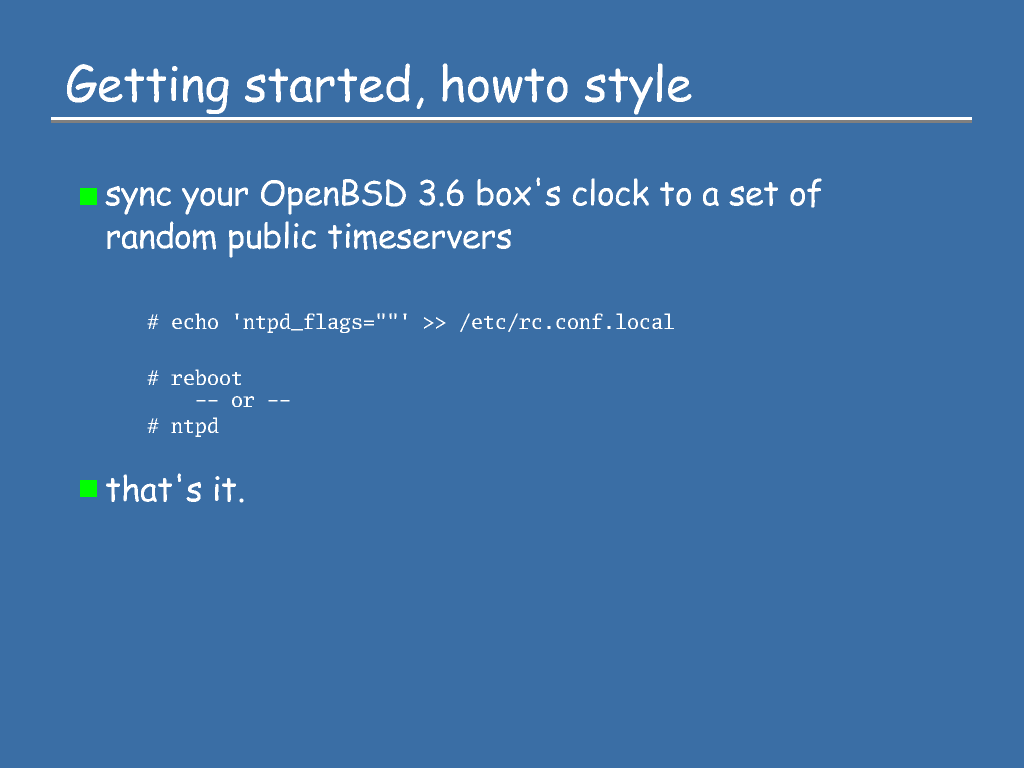 Getting started, howto style
sync your OpenBSD 3.6 box's clock to a set of
random public timeservers
# echo 'ntpd_flags=""' >> /etc/rc.conf.local
# reboot
-- or --
# ntpd
that's it.